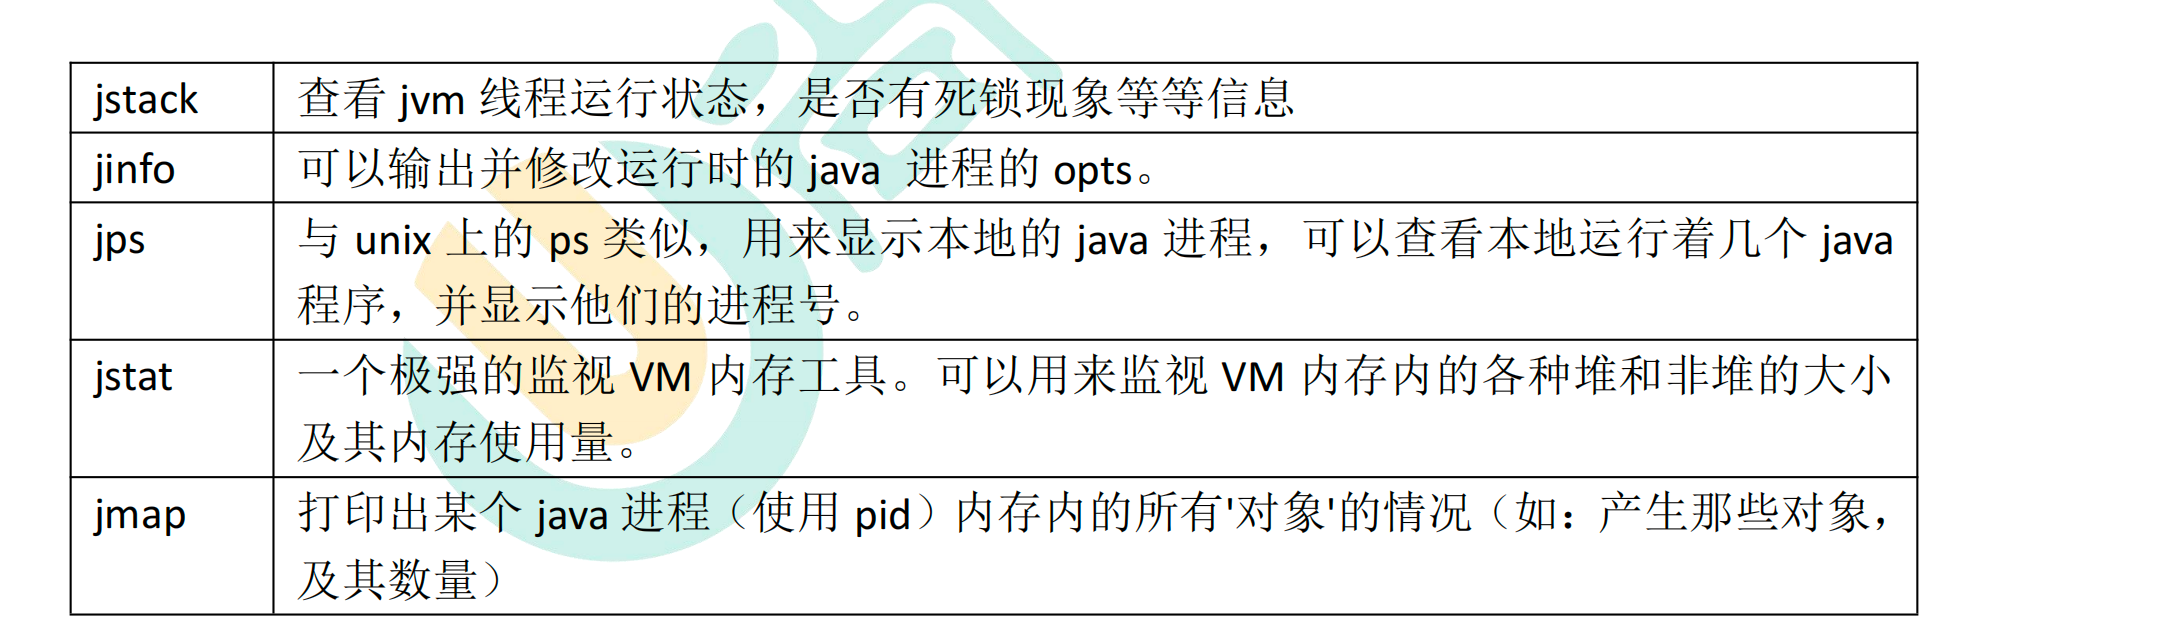 jstack 查看 jvm 线程运行状态，是否有死锁现象等等信息
jinfo 可以输出并修改运行时的 java 进程的 opts。
jps 与 unix 上的 ps 类似，用来显示本地的 java 进程，可以查看本地运行着几个 java
程序，并显示他们的进程号。
jstat 一个极强的监视 VM 内存工具。可以用来监视 VM 内存内的各种堆和非堆的大小
及其内存使用量。
jmap 打印出某个 java 进程（使用 pid）内存内的所有'对象'的情况（如：产生那些对象，
及其数量）